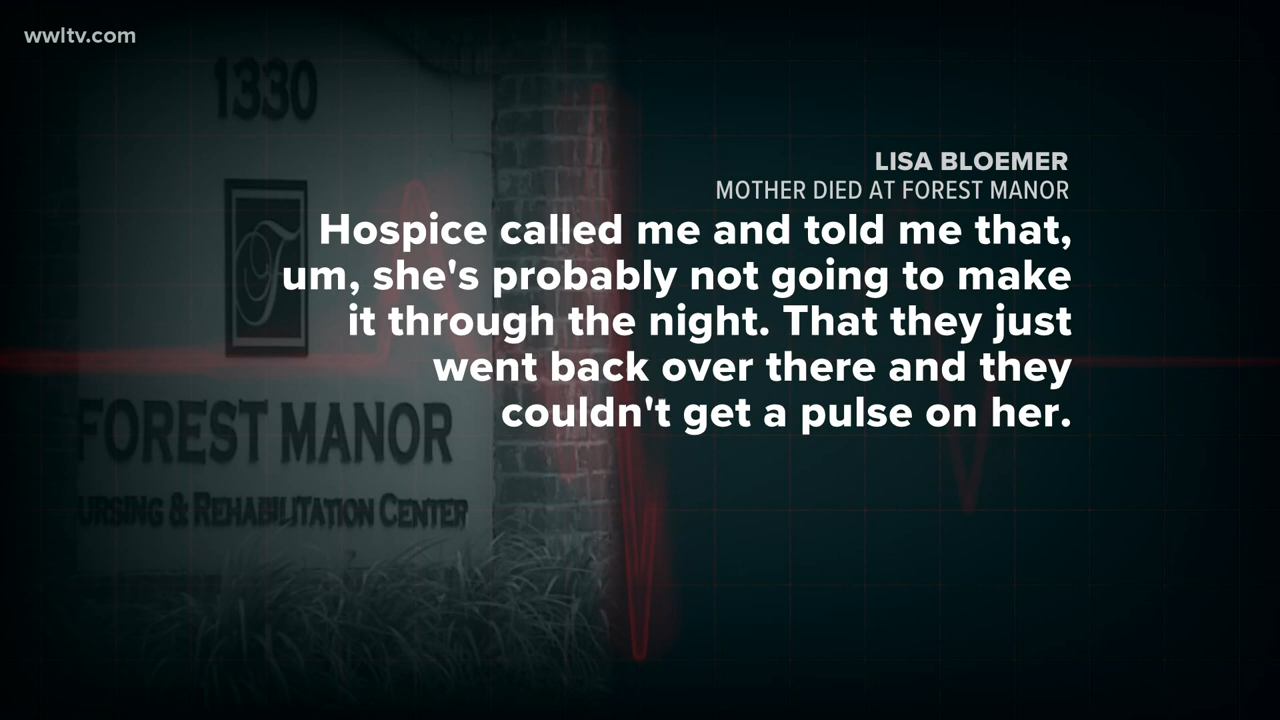 wwltv.com
1330
F
FOREST MANOR
URSING & REHABILITATION CENTER
LISA BLOEMER
MOTHER DIED AT FOREST MANOR
Hospice called me and told me that,
um, she's probably not going to make
it through the night. That they just
went back over there and they
couldn't get a pulse on her.